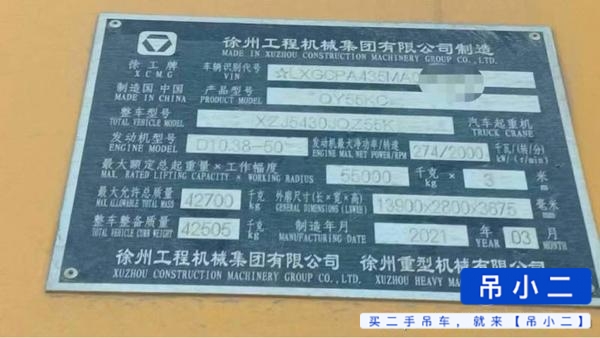 徐州工程机械集团有限公司制造
MADE IN XUZHOU CONSTRUCTION MACHINERY GROUP CO., LTD.
徐工牌
XCMG
车辆识别代号
VIN
☆LXGCPA435MA0
制造国 中国
MADE IN CHINA
产品型号
PRODUCT MODEL
QY55KC
整车型号
TOTAL VEHICLE MODEL
XZJ5430JQZ55K
汽车起重机
TRUCK CRANE
发动机型号
ENGINE MODEL
D10.38-50
发动机最大净功率/转速
ENGINE MAX. NET POWER/RPM
274/2000
千瓦/(转/分)
kW/(r/min)
最大额定总起重量×工作幅度
MAX. RATED LIFTING CAPACITY × WORKING RADIUS
55000
千克
kg
×
3
米
m
最大允许总质量
MAX. ALLOWABLE TOTAL MASS
42700
千克
kg
外廓尺寸(长×宽×高)
GENERAL DIMENSIONS (LXWXH)
13900x2800x3675
毫米
mm
整车整备质量
TOTAL VEHICLE CURB WEIGHT
42505
千克
kg
制造年月
MANUFACTURING DATE
2021
年
YEAR
03
月
MONTH
徐州工程机械集团有限公司
徐州重型机械有限公司
XUZHOU CONSTRUCTION MACHINERY GROUP CO., LTD.
XUZHOU HEAVY
吊小二
买二手吊车，就来【吊小二】